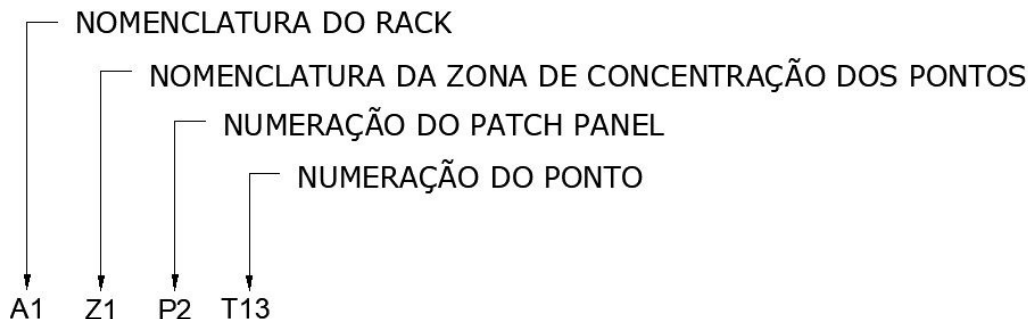 NOMENCLATURA DO RACK
NOMENCLATURA DA ZONA DE CONCENTRAÇÃO DOS PONTOS
NUMERAÇÃO DO PATCH PANEL
NUMERAÇÃO DO PONTO
A1 Z1 P2 T13